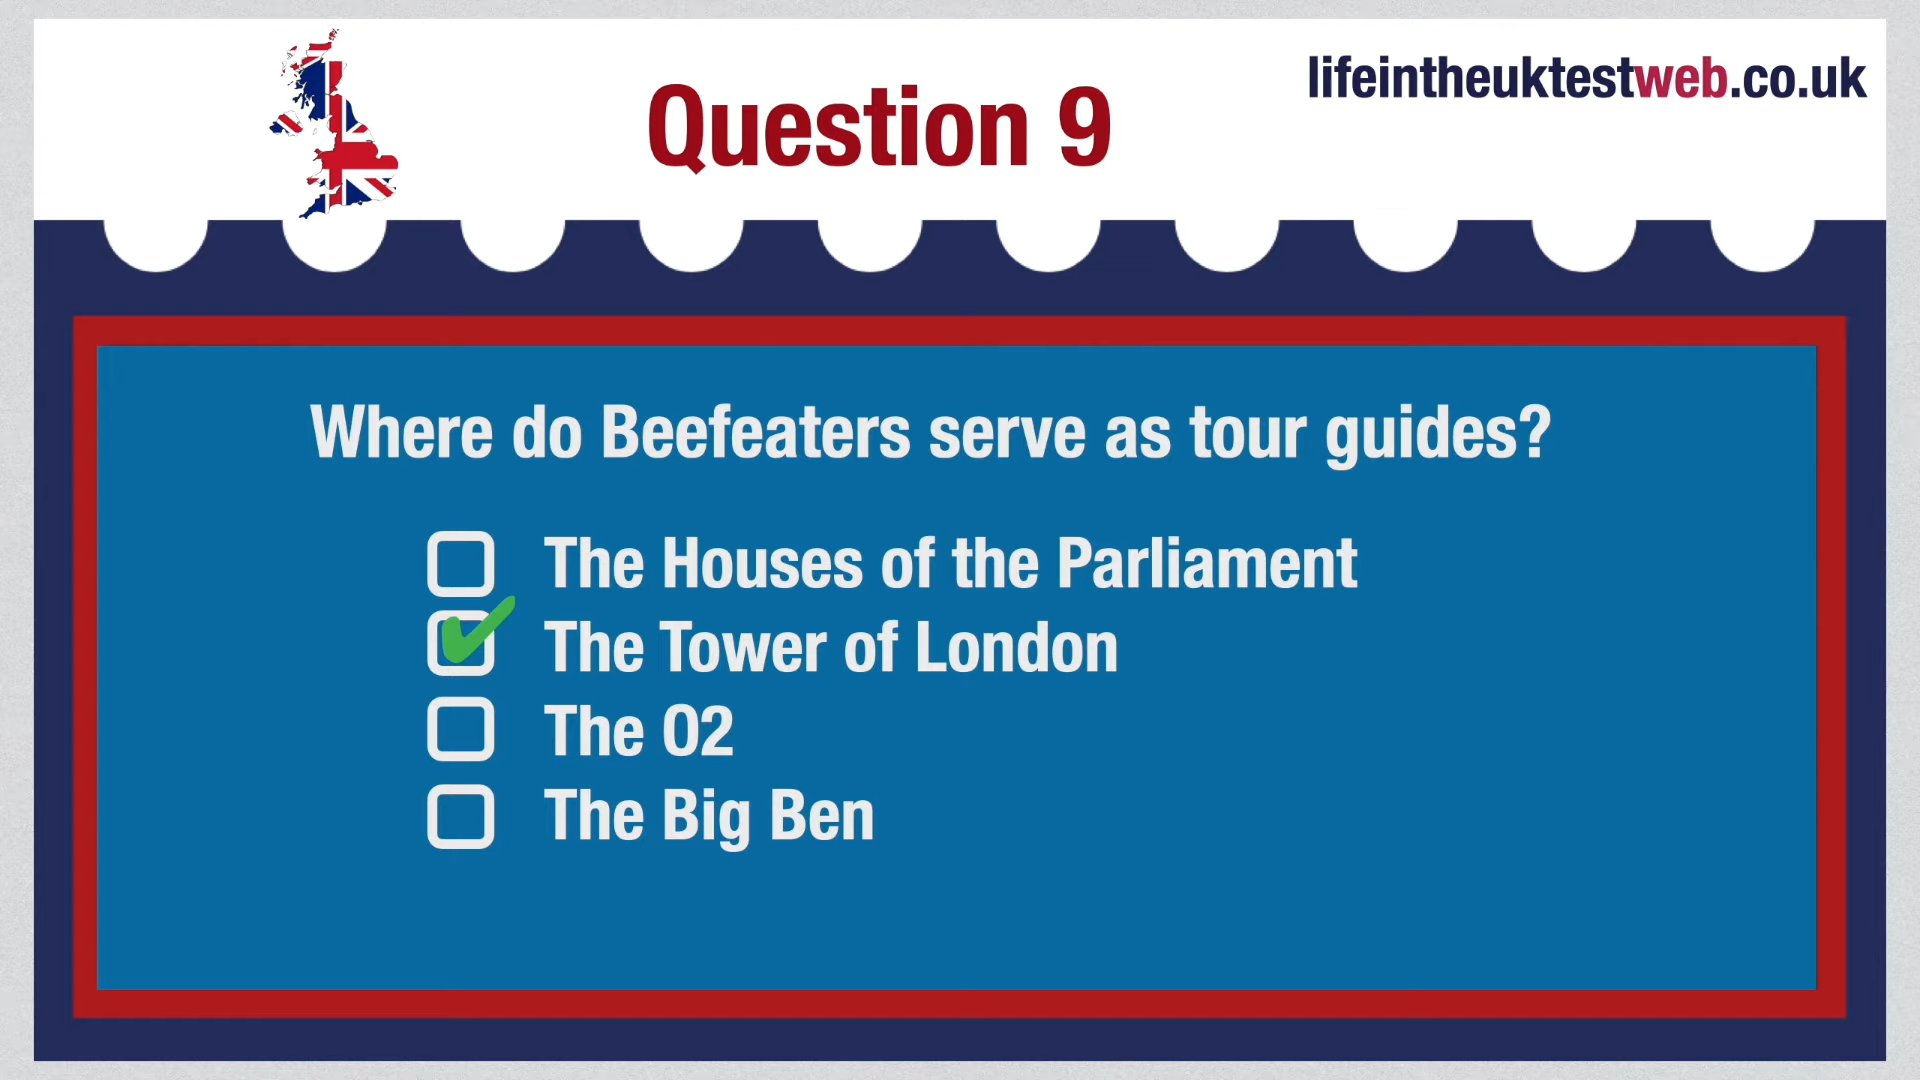 lifeintheuktestweb.co.uk
Question 9
Where do Beefeaters serve as tour guides?
The Houses of the Parliament
The Tower of London
The O2
The Big Ben